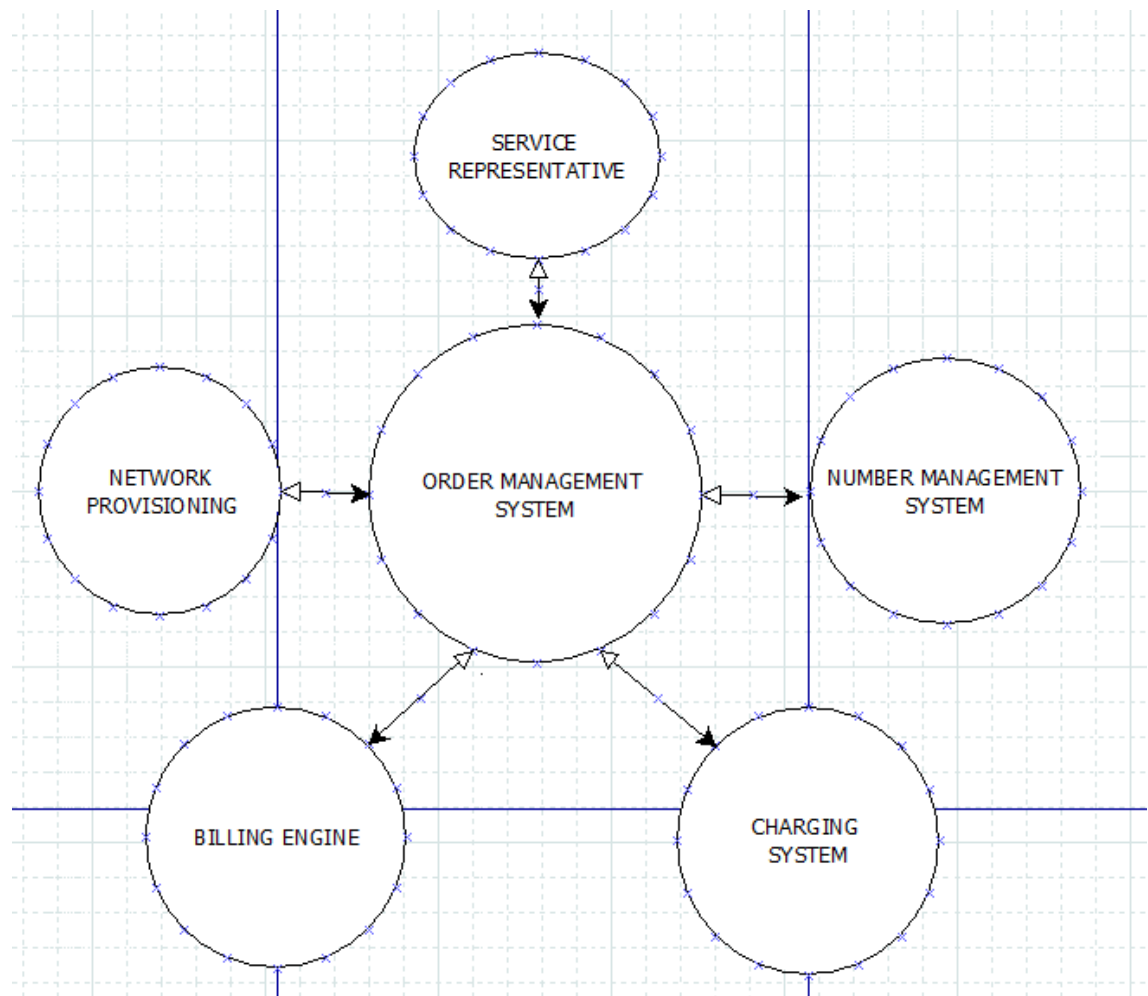 SERVICE
REPRESENTATIVE
NETWORK
PROVISIONING
ORDER MANAGEMENT
SYSTEM
NUMBER MANAGEMENT
SYSTEM
BILLING ENGINE
CHARGING
SYSTEM